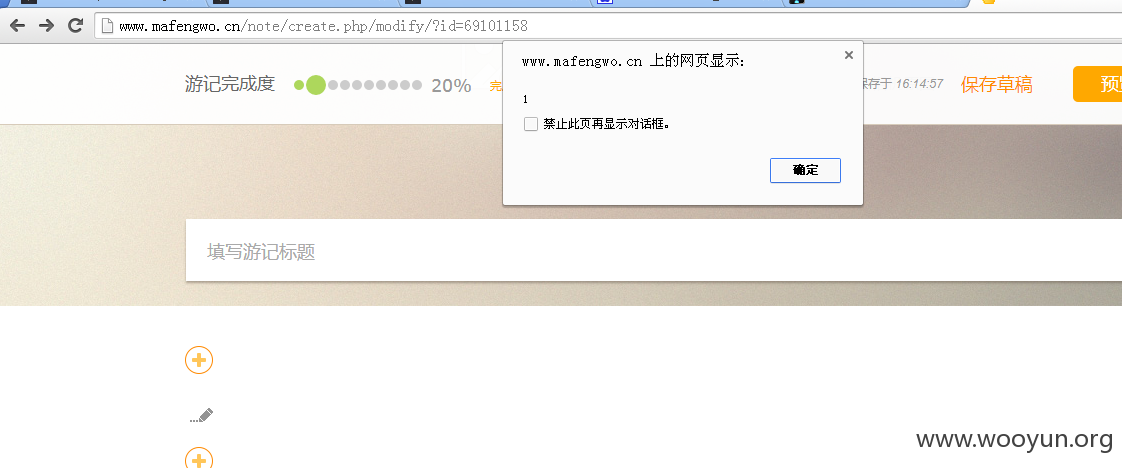 www.mafengwo.cn/note/create.php/modify/?id=69101158
www.mafengwo.cn 上的网页显示:
1
禁止此页再显示对话框。
确定
游记完成度 20% 完
保存于 16:14:57 保存草稿 预
填写游记标题
www.wooyun.org